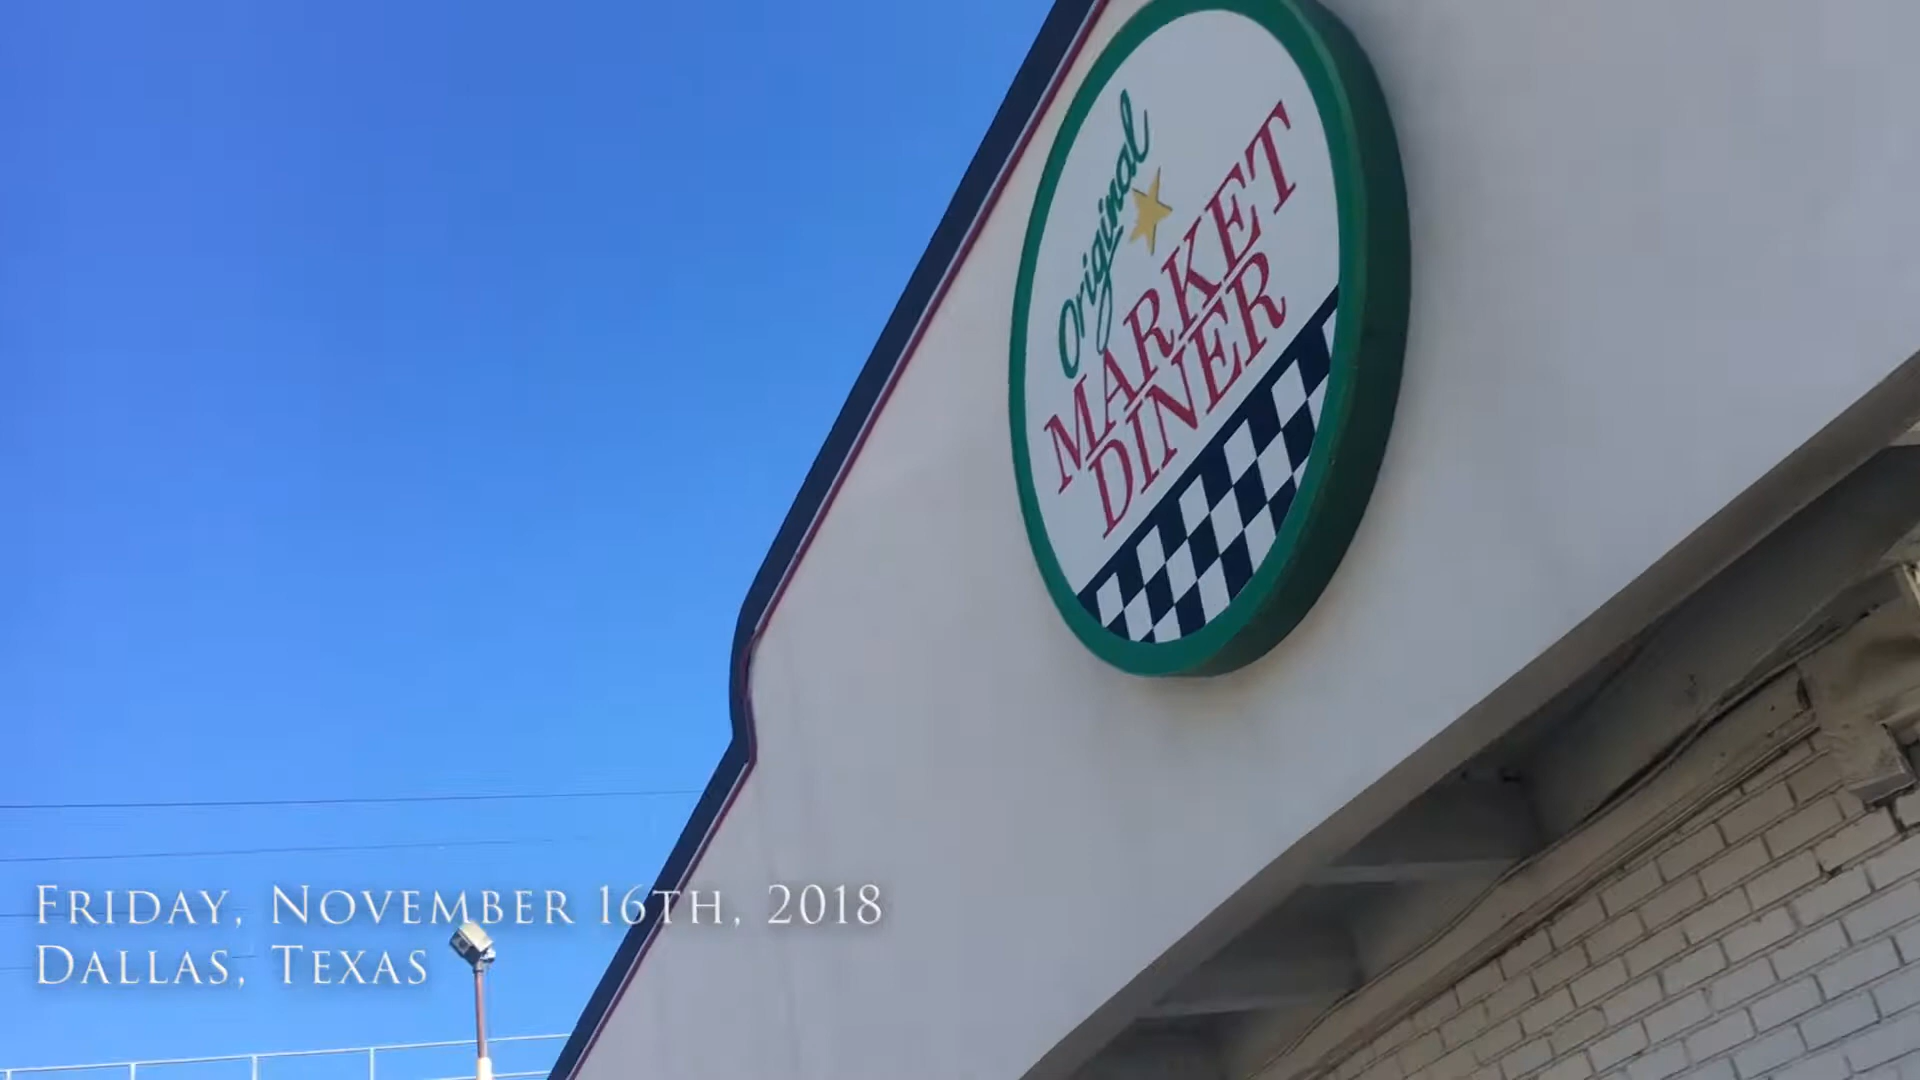 Original
MARKET
DINER
FRIDAY, NOVEMBER 16TH, 2018
DALLAS, TEXAS